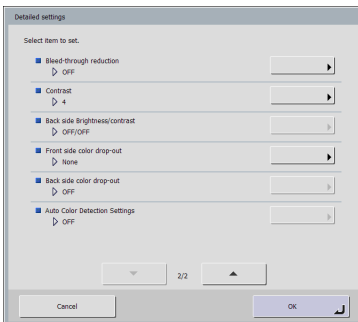 Detailed settings
Select item to set.
Bleed-through reduction
OFF
Contrast
4
Back side Brightness/contrast
OFF/OFF
Front side color drop-out
None
Back side color drop-out
OFF
Auto Color Detection Settings
OFF
2/2
Cancel
OK